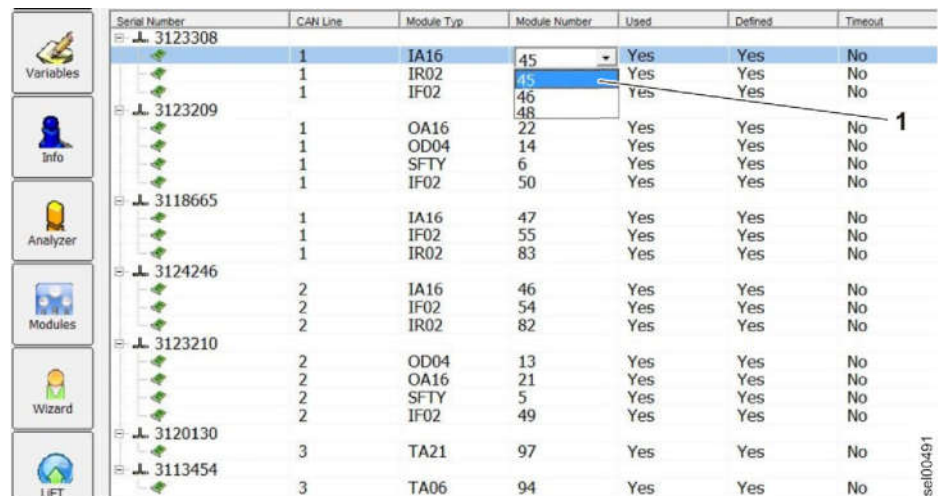 Serial Number CAN Line Module Typ Module Number Used Defined Timeout
3123308
1 IA16 45 Yes Yes No
1 IR02 45 Yes Yes No
1 IF02 46 Yes Yes No
48
3123209
1 OA16 22 Yes Yes No
1 OD04 14 Yes Yes No
1 SFTY 6 Yes Yes No
1 IF02 50 Yes Yes No
3118665
1 IA16 47 Yes Yes No
1 IF02 55 Yes Yes No
1 IR02 83 Yes Yes No
3124246
2 IA16 46 Yes Yes No
2 IF02 54 Yes Yes No
2 IR02 82 Yes Yes No
3123210
2 OD04 13 Yes Yes No
2 OA16 21 Yes Yes No
2 SFTY 5 Yes Yes No
2 IF02 49 Yes Yes No
3120130
3 TA21 97 Yes Yes No
3113454
3 TA06 94 Yes Yes No
Variables
Info
Analyzer
Modules
Wizard
LIFT
1
sel00491